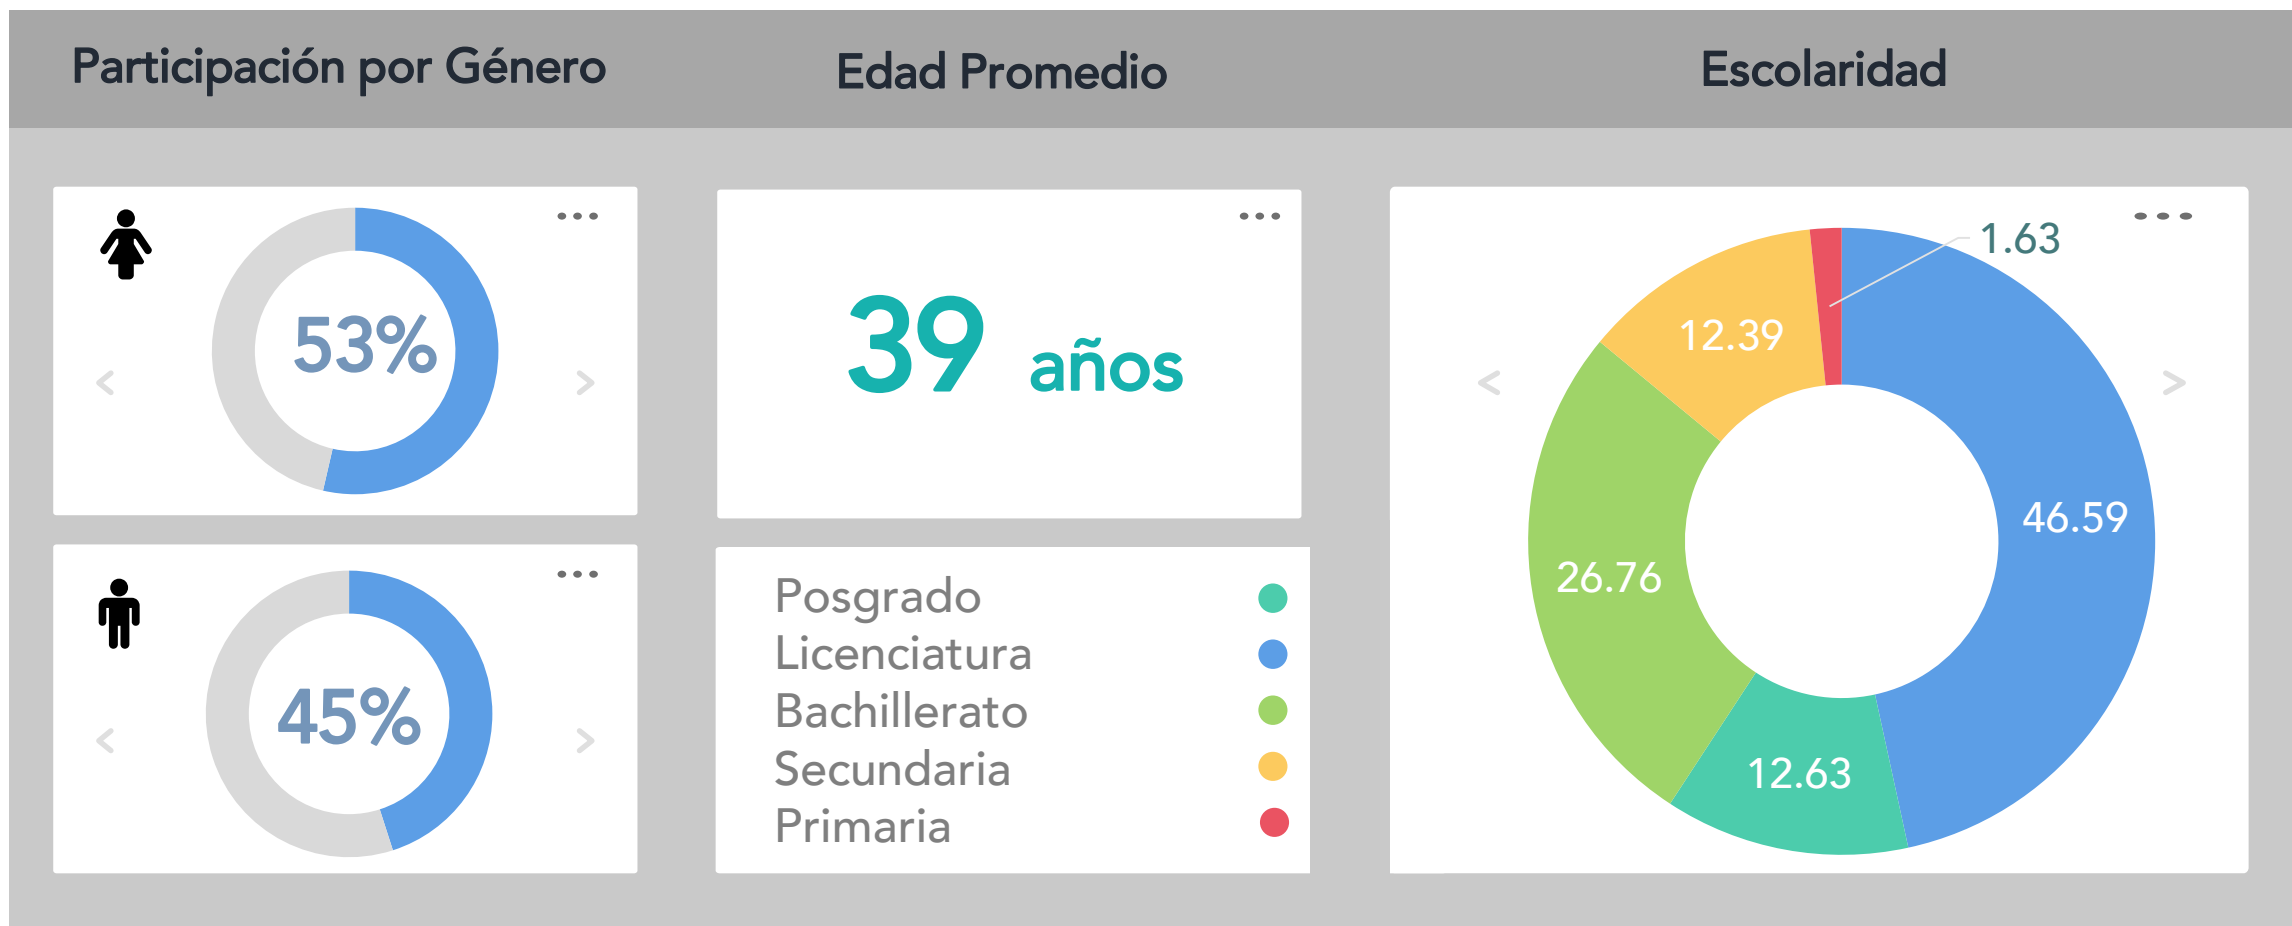 Participación por Género
Edad Promedio
Escolaridad
53%
45%
39 años
Posgrado
Licenciatura
Bachillerato
Secundaria
Primaria
1.63
12.39
46.59
26.76
12.63